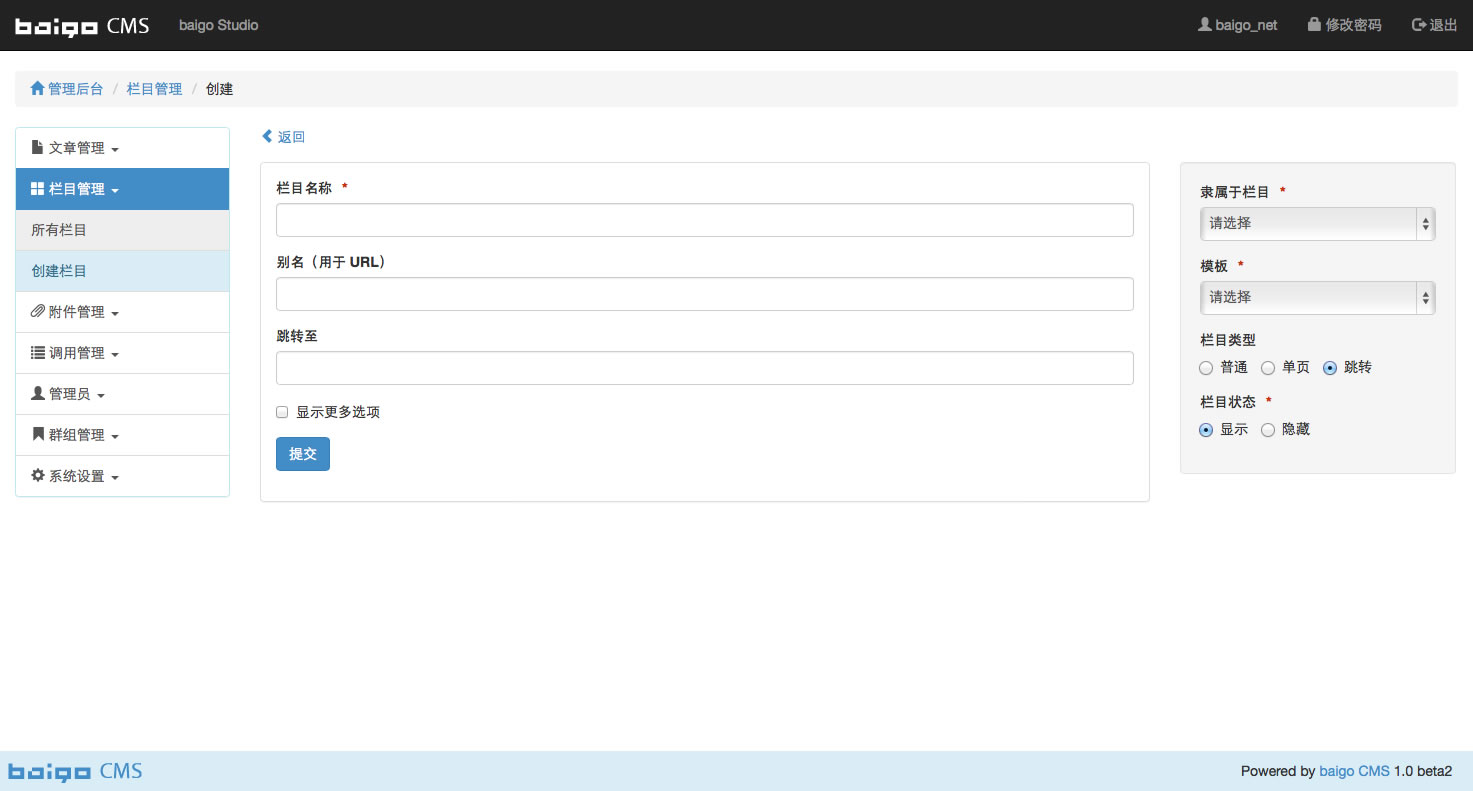 baigo CMS baigo Studio baigo_net 修改密码 退出
管理后台 / 栏目管理 / 创建
文章管理
栏目管理
所有栏目
创建栏目
附件管理
调用管理
管理员
群组管理
系统设置
返回
栏目名称 *
别名（用于 URL）
跳转至
显示更多选项
提交
隶属于栏目 *
请选择
模板 *
请选择
栏目类型
普通 单页 跳转
栏目状态 *
显示 隐藏
baigo CMS Powered by baigo CMS 1.0 beta2